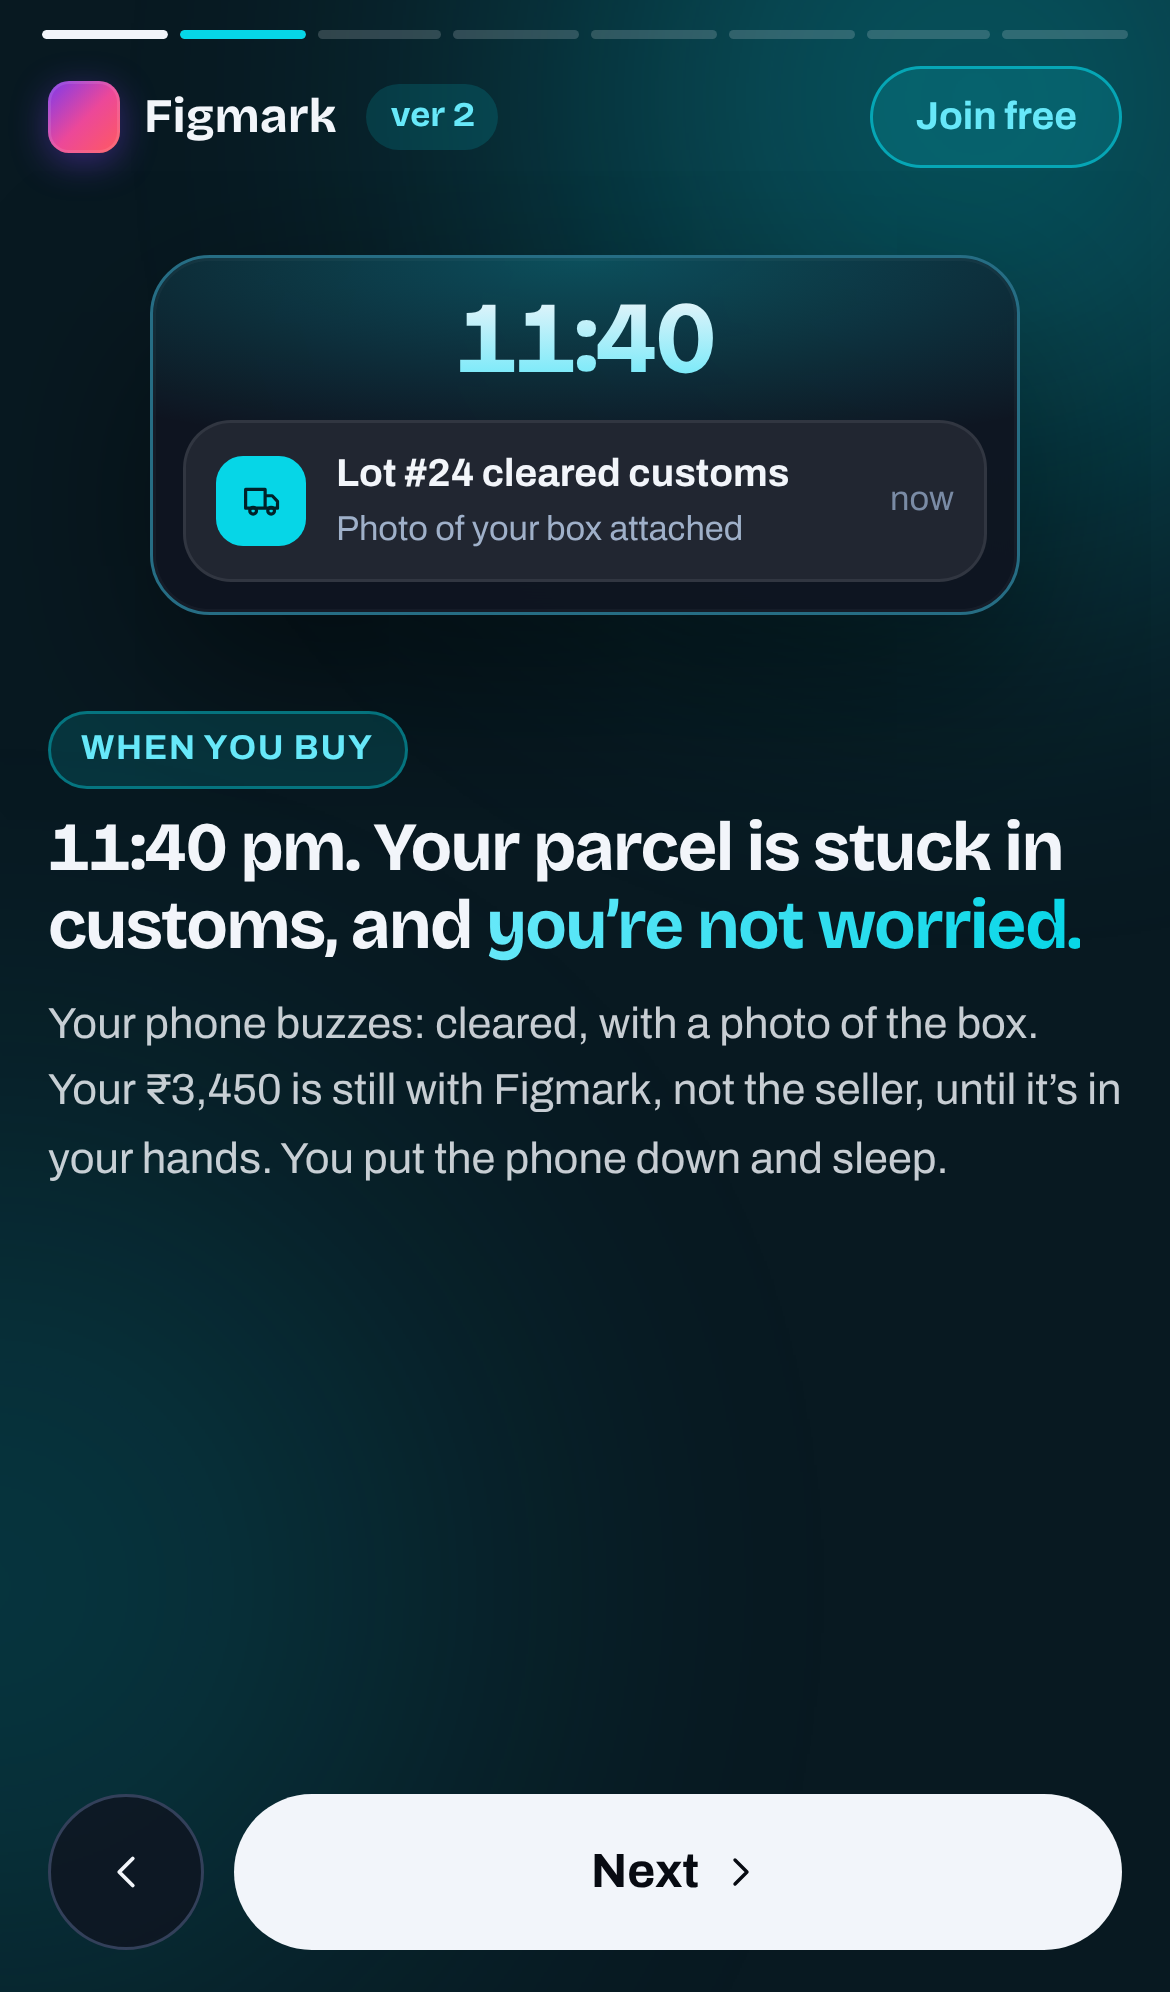 Figmark
ver 2
Join free
11:40
Lot #24 cleared customs
Photo of your box attached
now
WHEN YOU BUY
11:40 pm. Your parcel is stuck in
customs, and you’re not worried.
Your phone buzzes: cleared, with a photo of the box.
Your ₹3,450 is still with Figmark, not the seller, until it’s in
your hands. You put the phone down and sleep.
Next